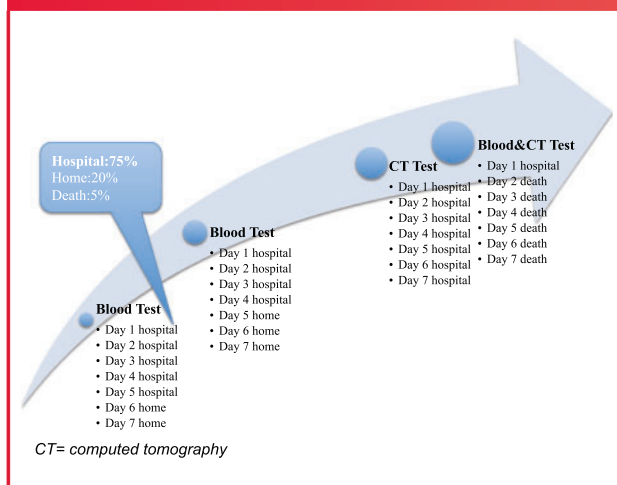 Hospital:75%
Home:20%
Death:5%
Blood Test
• Day 1 hospital
• Day 2 hospital
• Day 3 hospital
• Day 4 hospital
• Day 5 hospital
• Day 6 home
• Day 7 home
Blood Test
• Day 1 hospital
• Day 2 hospital
• Day 3 hospital
• Day 4 hospital
• Day 5 home
• Day 6 home
• Day 7 home
CT Test
• Day 1 hospital
• Day 2 hospital
• Day 3 hospital
• Day 4 hospital
• Day 5 hospital
• Day 6 hospital
• Day 7 hospital
Blood&CT Test
• Day 1 hospital
• Day 2 death
• Day 3 death
• Day 4 death
• Day 5 death
• Day 6 death
• Day 7 death
CT= computed tomography